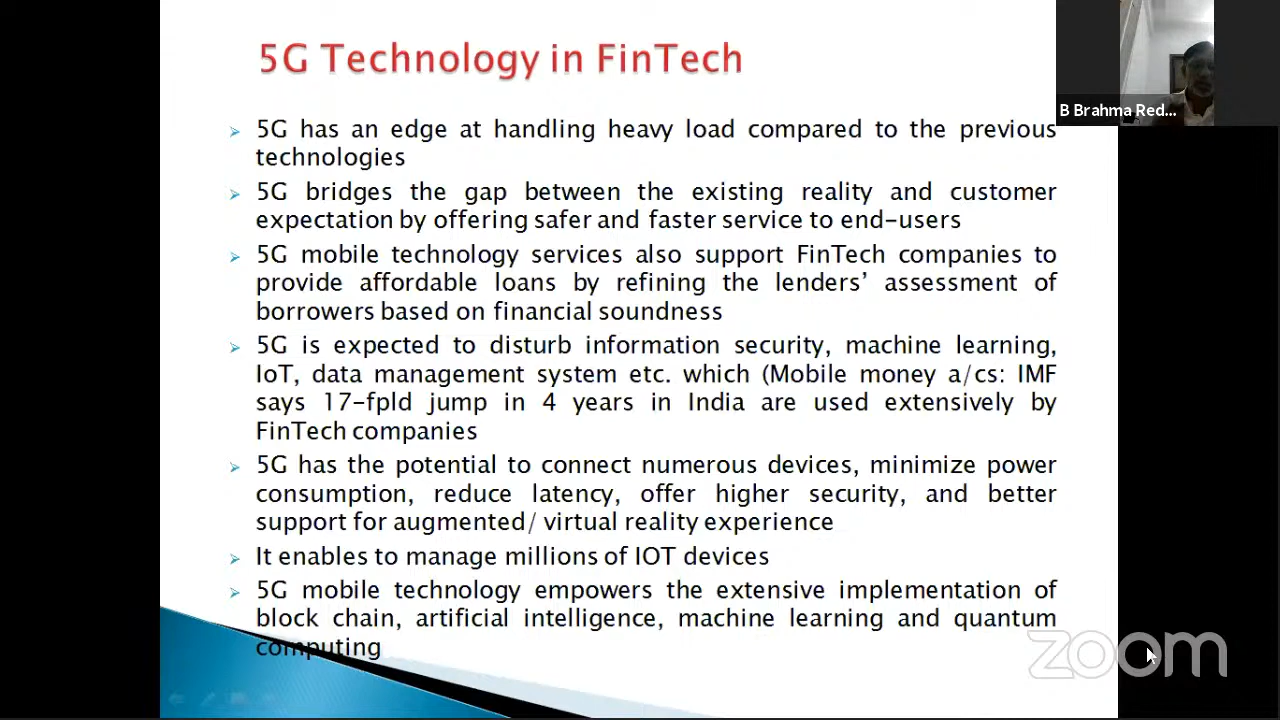 5G Technology in FinTech
B Brahma Red...
5G has an edge at handling heavy load compared to the previous
technologies
5G bridges the gap between the existing reality and customer
expectation by offering safer and faster service to end-users
5G mobile technology services also support FinTech companies to
provide affordable loans by refining the lenders' assessment of
borrowers based on financial soundness
5G is expected to disturb information security, machine learning,
IoT, data management system etc. which (Mobile money a/cs: IMF
says 17-fpld jump in 4 years in India are used extensively by
FinTech companies
5G has the potential to connect numerous devices, minimize power
consumption, reduce latency, offer higher security, and better
support for augmented/ virtual reality experience
It enables to manage millions of IOT devices
5G mobile technology empowers the extensive implementation of
block chain, artificial intelligence, machine learning and quantum
computing
zoom